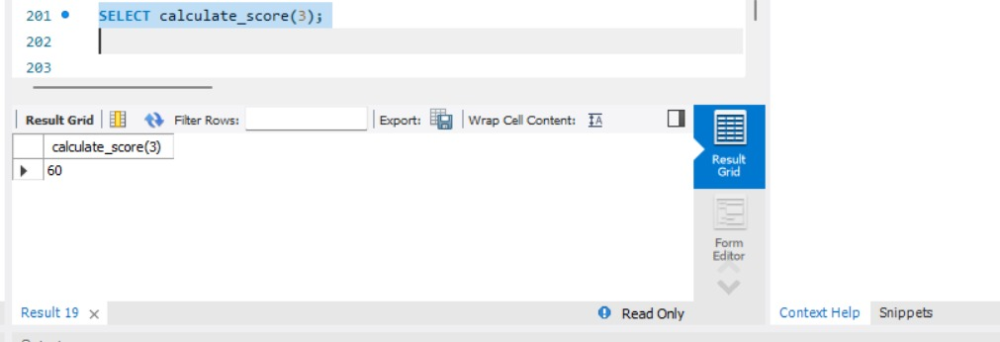 201 SELECT calculate_score(3);
202
203
Result Grid Filter Rows: Export: Wrap Cell Content: IA
calculate_score(3)
60
Result
Grid
Form
Editor
Result 19 × Read Only Context Help Snippets